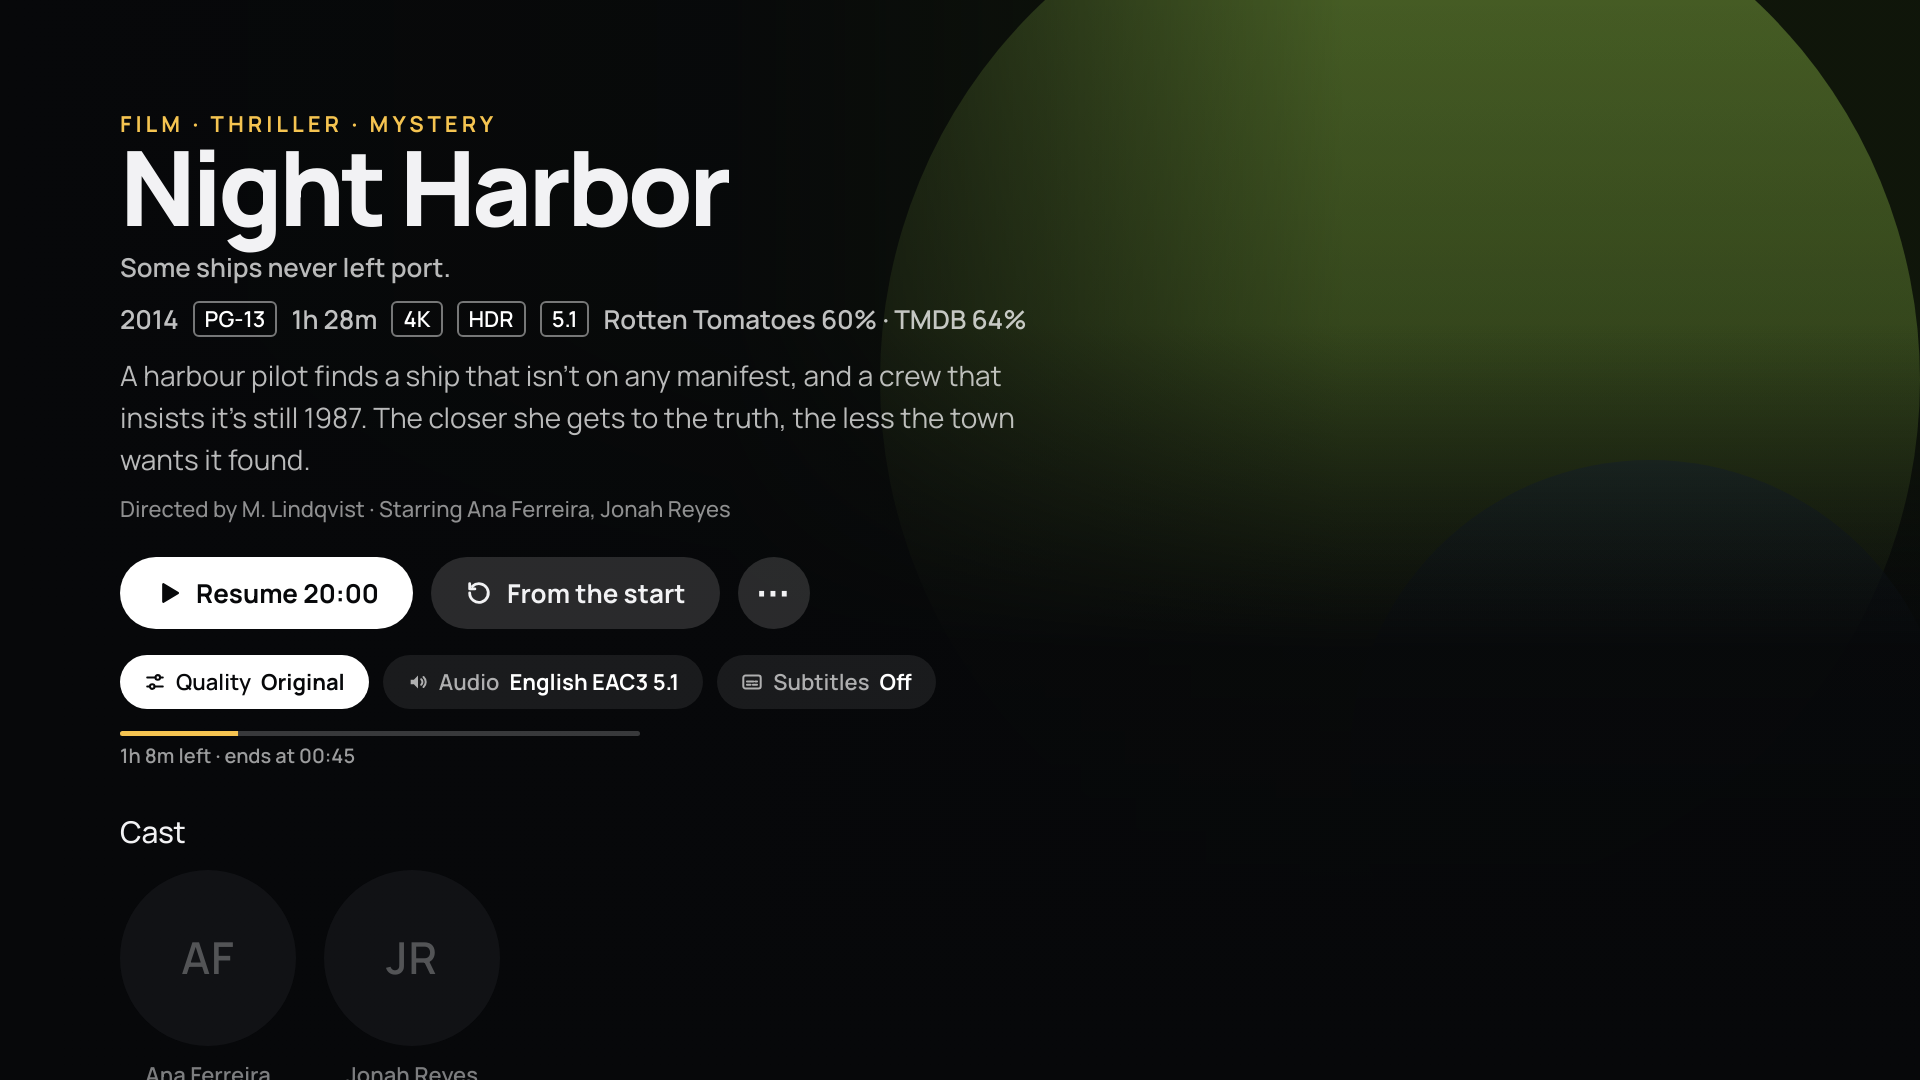 FILM · THRILLER · MYSTERY
Night Harbor
Some ships never left port.
2014 PG-13 1h 28m 4K HDR 5.1 Rotten Tomatoes 60% · TMDB 64%
A harbour pilot finds a ship that isn’t on any manifest, and a crew that
insists it’s still 1987. The closer she gets to the truth, the less the town
wants it found.
Directed by M. Lindqvist · Starring Ana Ferreira, Jonah Reyes
Resume 20:00 From the start ···
Quality Original Audio English EAC3 5.1 Subtitles Off
1h 8m left · ends at 00:45
Cast
AF JR
Ana Ferreira Jonah Reyes